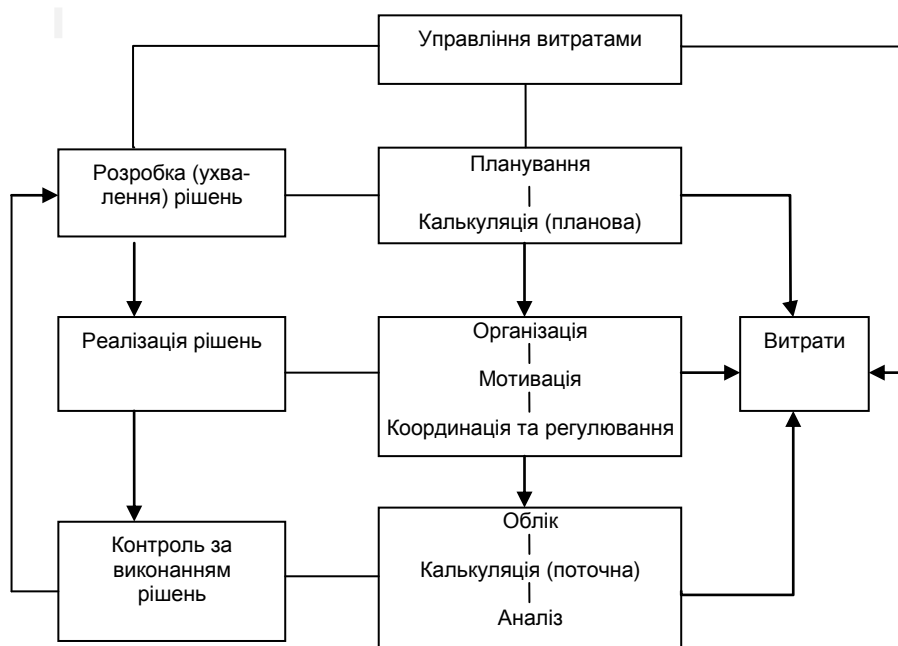 Управління витратами
Розробка (ухва-
лення) рішень
Планування
Калькуляція (планова)
Реалізація рішень
Організація
Мотивація
Координація та регулювання
Витрати
Контроль за
виконанням
рішень
Облік
Калькуляція (поточна)
Аналіз